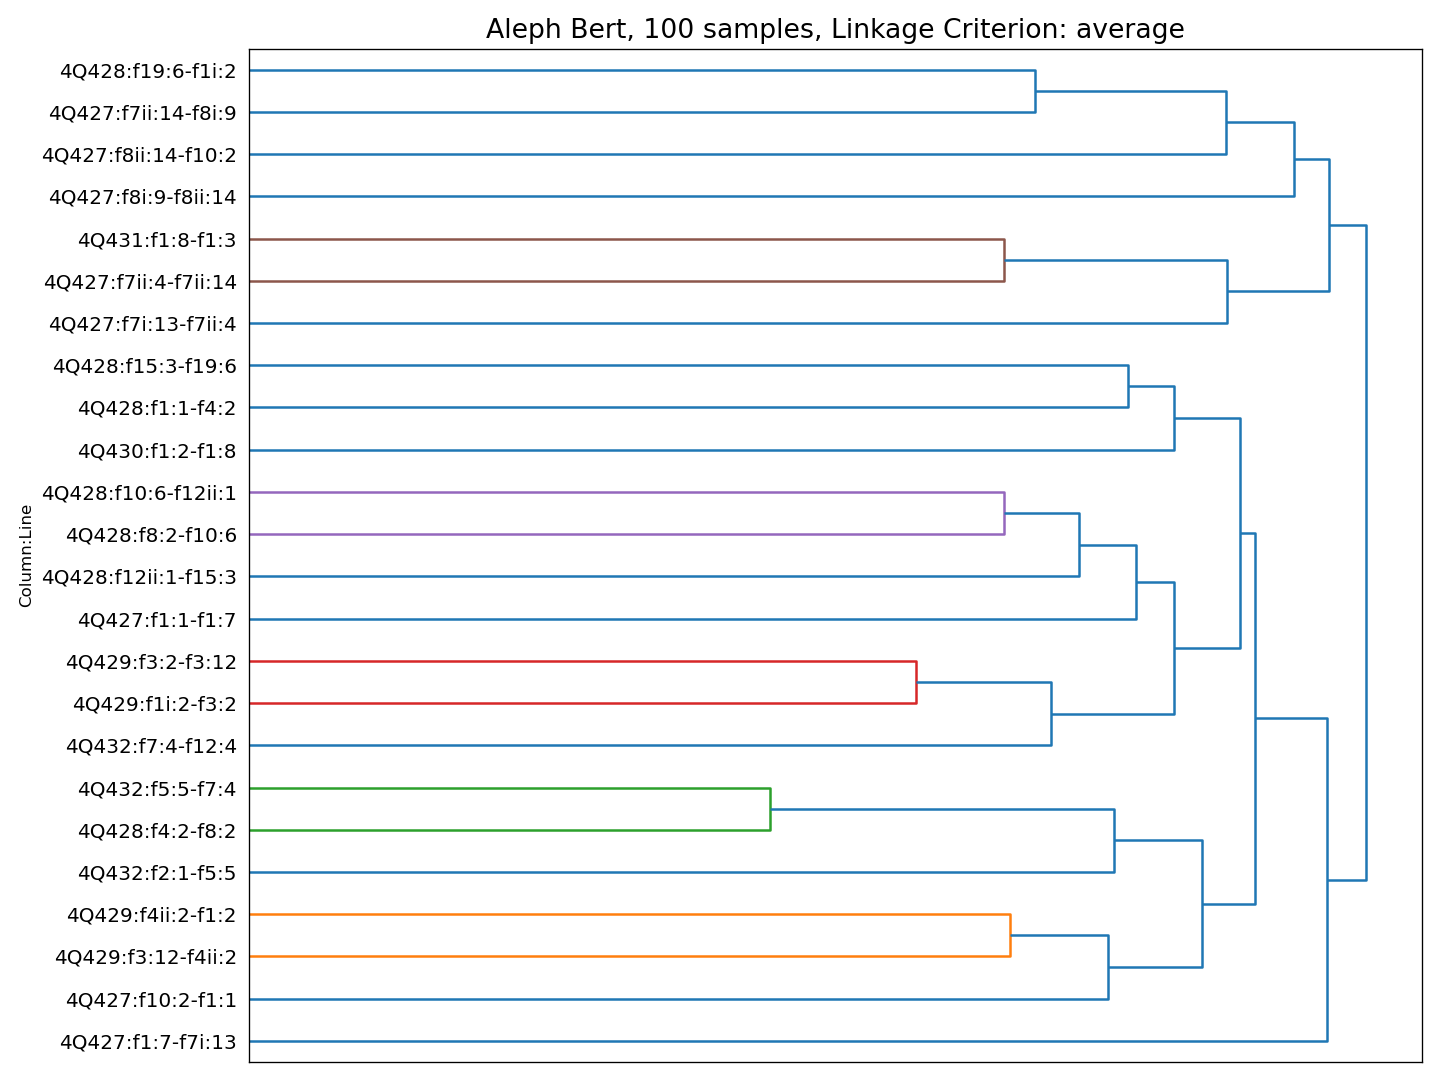 Aleph Bert, 100 samples, Linkage Criterion: average
4Q428:f19:6-f1i:2
4Q427:f7ii:14-f8i:9
4Q427:f8ii:14-f10:2
4Q427:f8i:9-f8ii:14
4Q431:f1:8-f1:3
4Q427:f7ii:4-f7ii:14
4Q427:f7i:13-f7ii:4
4Q428:f15:3-f19:6
4Q428:f1:1-f4:2
4Q430:f1:2-f1:8
4Q428:f10:6-f12ii:1
4Q428:f8:2-f10:6
4Q428:f12ii:1-f15:3
4Q427:f1:1-f1:7
4Q429:f3:2-f3:12
4Q429:f1i:2-f3:2
4Q432:f7:4-f12:4
4Q432:f5:5-f7:4
4Q428:f4:2-f8:2
4Q432:f2:1-f5:5
4Q429:f4ii:2-f1:2
4Q429:f3:12-f4ii:2
4Q427:f10:2-f1:1
4Q427:f1:7-f7i:13
Column:Line